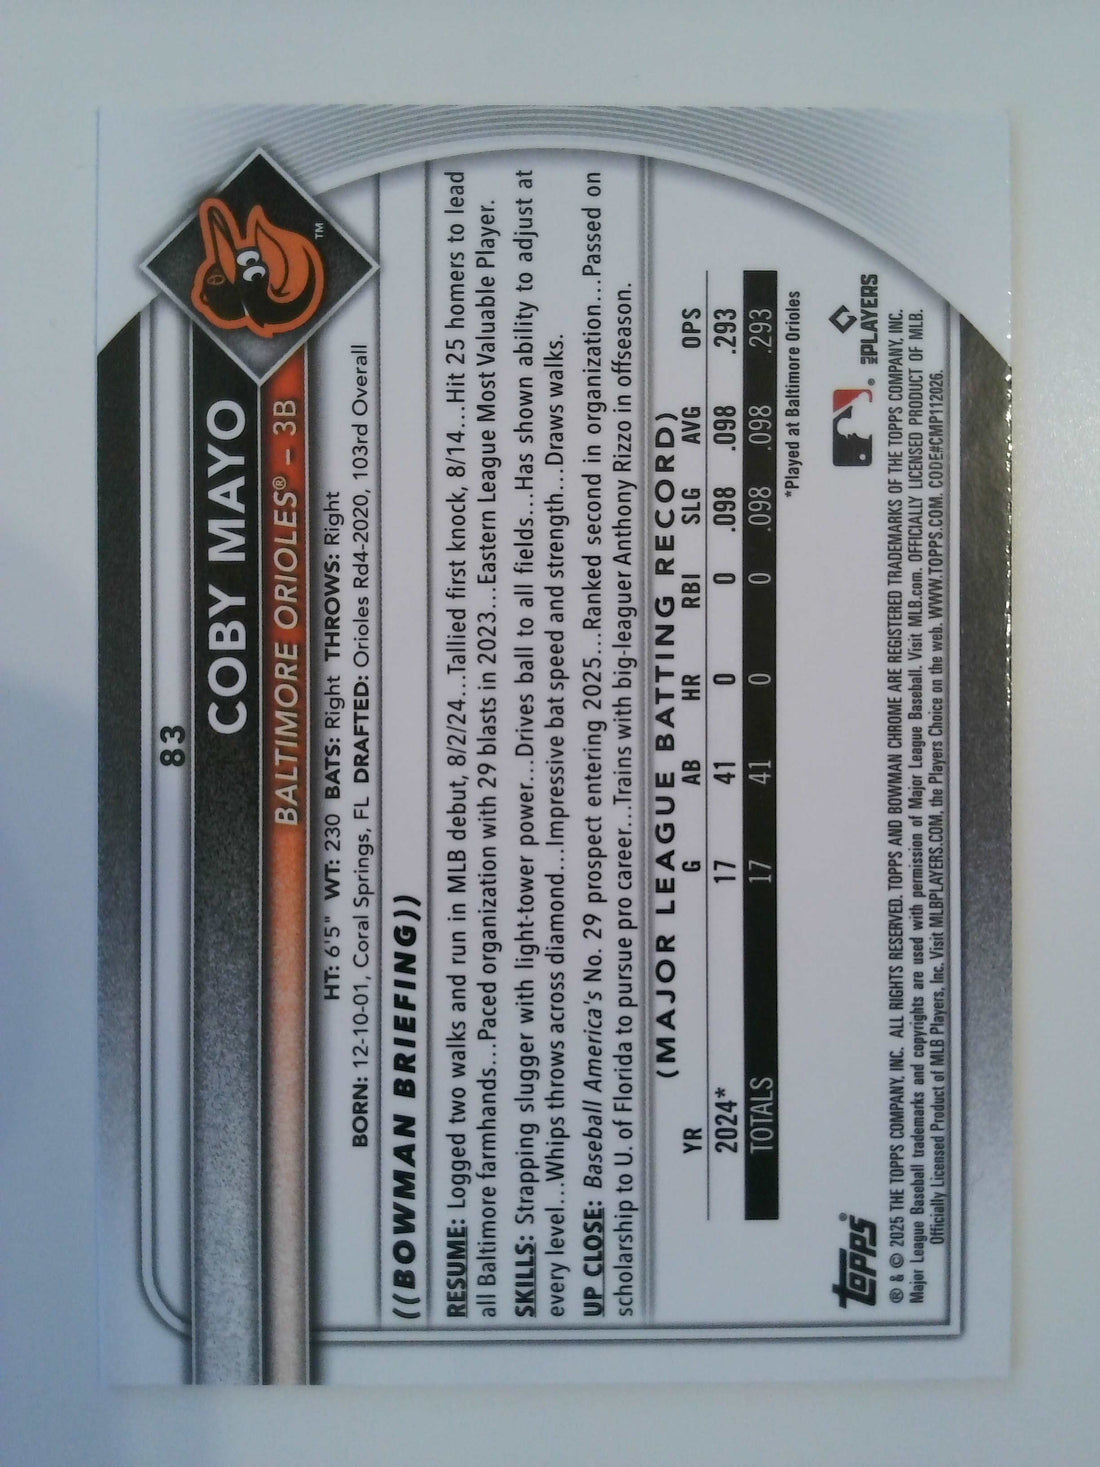 83
COBY MAYO
BALTIMORE ORIOLES® – 3B
TM
HT: 6'5" WT: 230 BATS: Right THROWS: Right
BORN: 12-10-01, Coral Springs, FL DRAFTED: Orioles Rd4-2020, 103rd Overall
((BOWMAN BRIEFING))
RESUME: Logged two walks and run in MLB debut, 8/2/24...Tallied first knock, 8/14...Hit 25 homers to lead
all Baltimore farmhands...Paced organization with 29 blasts in 2023...Eastern League Most Valuable Player.
SKILLS: Strapping slugger with light-tower power...Drives ball to all fields...Has shown ability to adjust at
every level...Whips throws across diamond...Impressive bat speed and strength...Draws walks.
UP CLOSE: Baseball America's No. 29 prospect entering 2025...Ranked second in organization...Passed on
scholarship to U. of Florida to pursue pro career...Trains with big-leaguer Anthony Rizzo in offseason.
(MAJOR LEAGUE BATTING RECORD)
YR G AB HR RBI SLG AVG OPS
2024* 17 41 0 0 .098 .098 .293
TOTALS 17 41 0 0 .098 .098 .293
*Played at Baltimore Orioles
topps® ® MLBPLAYERS
® & © 2025 THE TOPPS COMPANY, INC. ALL RIGHTS RESERVED. TOPPS AND BOWMAN CHROME ARE REGISTERED TRADEMARKS OF THE TOPPS COMPANY, INC.
Major League Baseball trademarks and copyrights are used with permission of Major League Baseball. Visit MLB.com. OFFICIALLY LICENSED PRODUCT OF MLB.
Officially Licensed Product of MLB Players, Inc. Visit MLBPLAYERS.COM, the Players Choice on the web. WWW.TOPPS.COM. CODE#CMP112026.